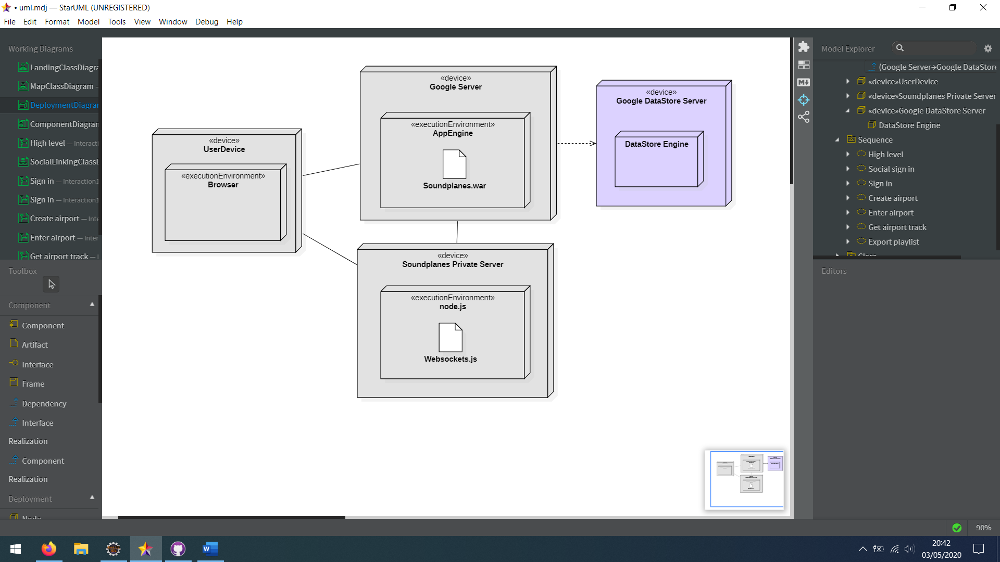 • uml.mdj — StarUML (UNREGISTERED)
File Edit Format Model Tools View Window Debug Help
Working Diagrams
LandingClassDiagra
MapClassDiagram —
DeploymentDiagra
ComponentDiagran
High level — Interacti
SocialLinkingClassD
Sign in — Interaction1
Sign in — Interaction1
Create airport — Inte
Enter airport — Inter
Get airport track — I
Toolbox
Component
Component
Artifact
Interface
Frame
Dependency
Interface
Realization
Component
Realization
Deployment
Node
«device»
UserDevice
«executionEnvironment»
Browser
«device»
Google Server
«executionEnvironment»
AppEngine
Soundplanes.war
«device»
Google DataStore Server
DataStore Engine
«device»
Soundplanes Private Server
«executionEnvironment»
node.js
Websockets.js
Model Explorer
(Google Server→Google DataStore
«device»UserDevice
«device»Soundplanes Private Server
«device»Google DataStore Server
DataStore Engine
Sequence
High level
Social sign in
Sign in
Create airport
Enter airport
Get airport track
Export playlist
Class
Editors
90%
20:42
03/05/2020